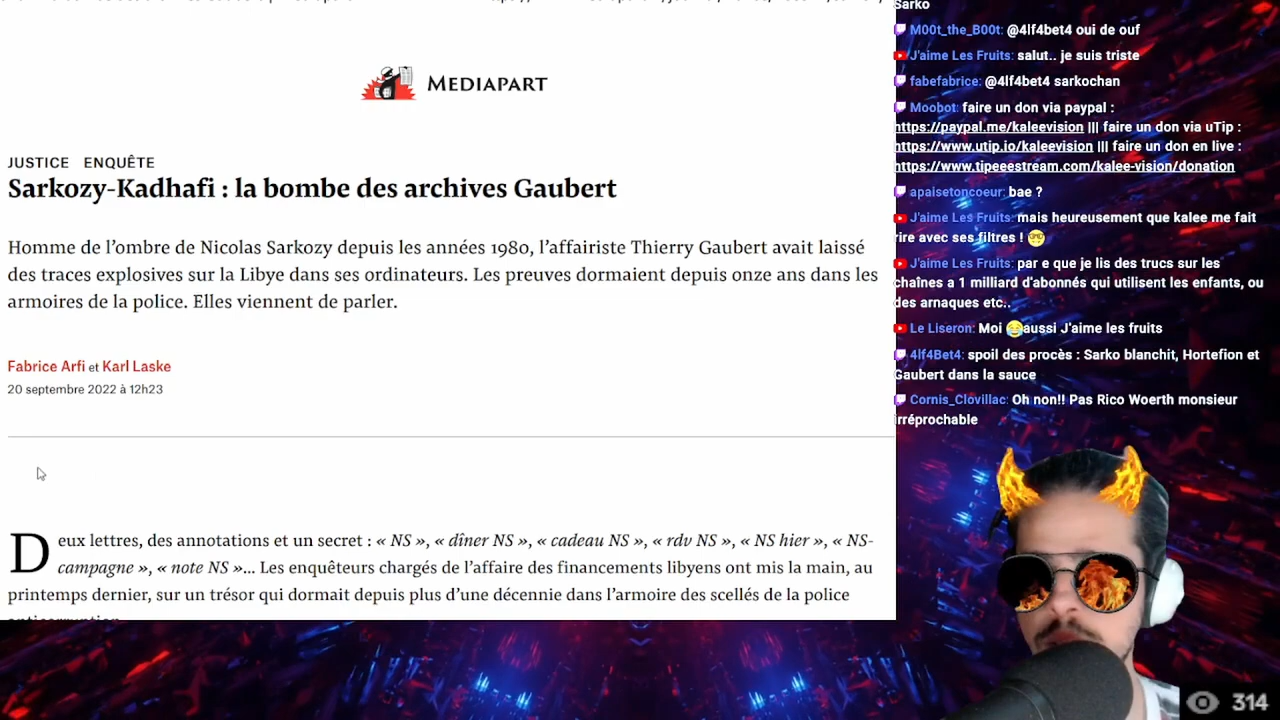 MEDIAPART
JUSTICE ENQUÊTE
Sarkozy-Kadhafi : la bombe des archives Gaubert
Homme de l’ombre de Nicolas Sarkozy depuis les années 1980, l’affairiste Thierry Gaubert avait laissé
des traces explosives sur la Libye dans ses ordinateurs. Les preuves dormaient depuis onze ans dans les
armoires de la police. Elles viennent de parler.
Fabrice Arfi et Karl Laske
20 septembre 2022 à 12h23
Deux lettres, des annotations et un secret : « NS », « dîner NS », « cadeau NS », « rdv NS », « NS hier », « NS-
campagne », « note NS »... Les enquêteurs chargés de l’affaire des financements libyens ont mis la main, au
printemps dernier, sur un trésor qui dormait depuis plus d’une décennie dans l’armoire des scellés de la police
Sarko
M00t_the_B00t: @4lf4bet4 oui de ouf
J'aime Les Fruits: salut.. je suis triste
fabefabrice: @4lf4bet4 sarkochan
Moobot: faire un don via paypal :
https://paypal.me/kaleevision ||| faire un don via uTip :
https://www.utip.io/kaleevision ||| faire un don en live :
https://www.tipeeestream.com/kalee-vision/donation
apaisetoncoeur: bae ?
J'aime Les Fruits: mais heureusement que kalee me fait
rire avec ses filtres !
J'aime Les Fruits: par e que je lis des trucs sur les
chaînes a 1 milliard d'abonnés qui utilisent les enfants, ou
des arnaques etc..
Le Liseron: Moi aussi J'aime les fruits
4lf4Bet4: spoil des procès : Sarko blanchit, Hortefion et
Gaubert dans la sauce
Cornis_Clovillac: Oh non!! Pas Rico Woerth monsieur
irréprochable
314